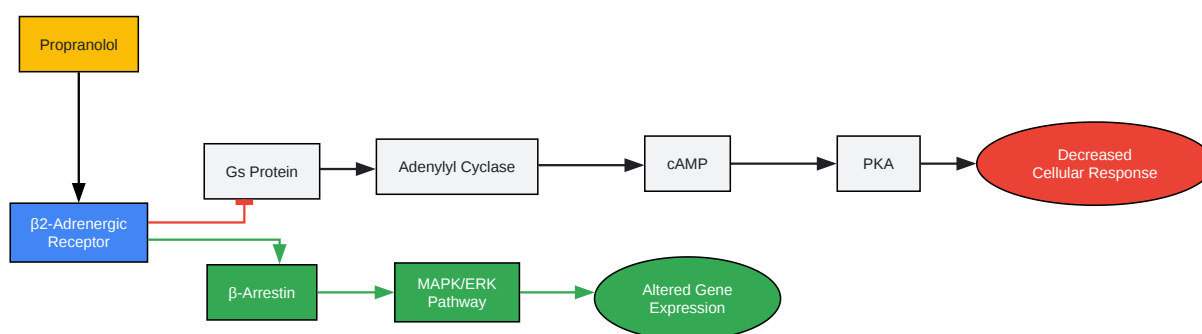 Propranolol
β2-Adrenergic
Receptor
Gs Protein
Adenylyl Cyclase
cAMP
PKA
Decreased
Cellular Response
β-Arrestin
MAPK/ERK
Pathway
Altered Gene
Expression